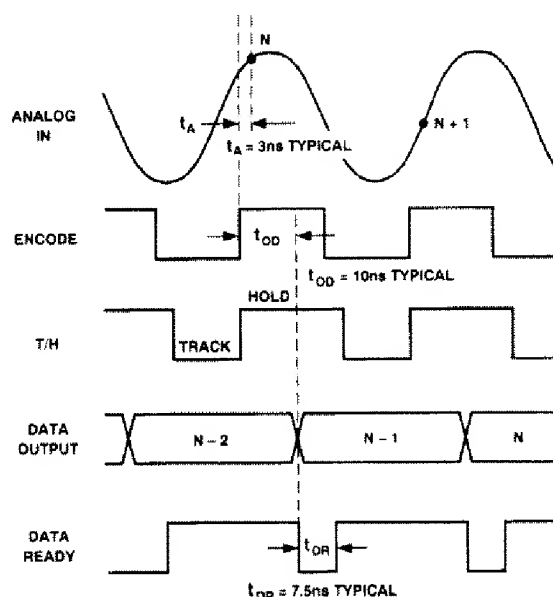 N
ANALOG
IN
tA
tA = 3ns TYPICAL
N + 1
ENCODE
tOD
tOD = 10ns TYPICAL
HOLD
T/H
TRACK
DATA
OUTPUT
N – 2
N – 1
N
DATA
READY
tDR
tDR = 7.5ns TYPICAL